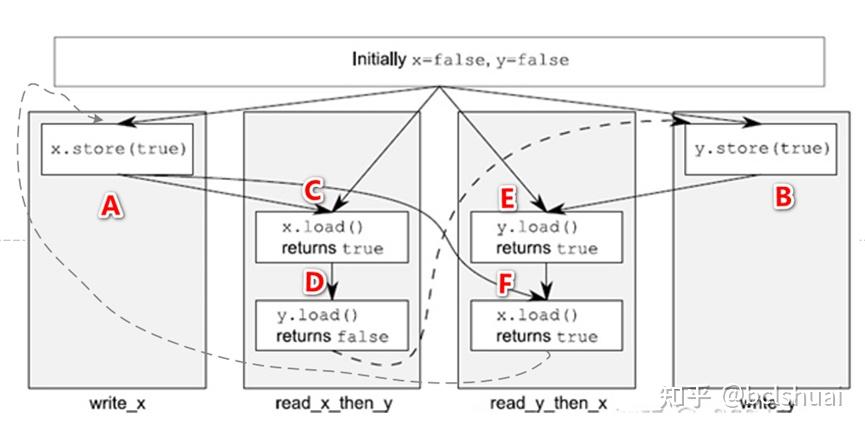 Initially x=false, y=false
x.store(true)
y.store(true)
A
C
E
B
x.load()
returns true
y.load()
returns true
D
F
y.load()
returns false
x.load()
returns true
write_x
read_x_then_y
read_y_then_x
write_y
知乎 @bclshuai